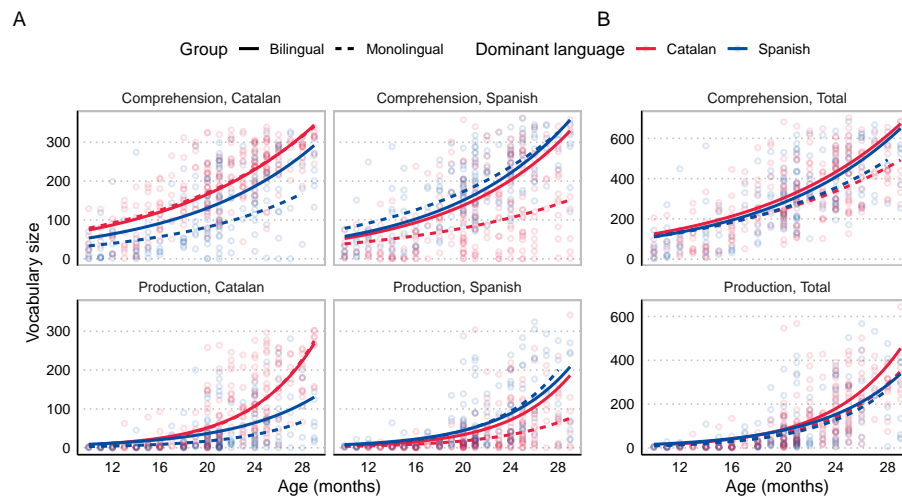 A
B
Group Bilingual Monolingual Dominant language Catalan Spanish
Comprehension, Catalan
Comprehension, Spanish
Comprehension, Total
300
200
100
0
600
400
200
0
Production, Catalan
Production, Spanish
Production, Total
300
200
100
0
600
400
200
0
Vocabulary size
12 16 20 24 28
12 16 20 24 28
12 16 20 24 28
Age (months)
Age (months)